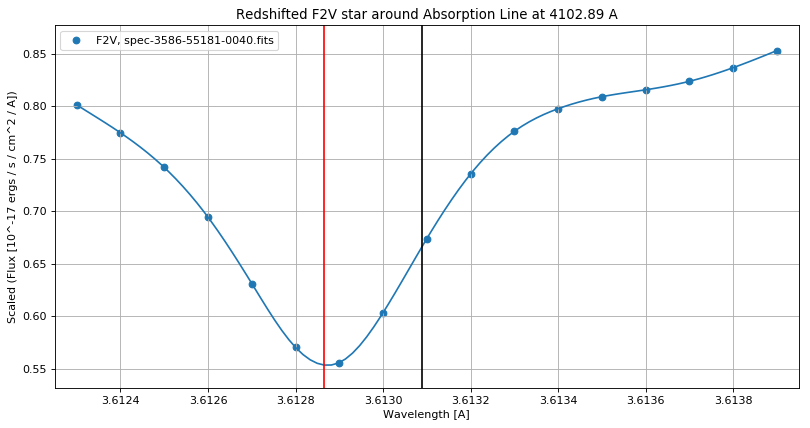 Redshifted F2V star around Absorption Line at 4102.89 A
F2V, spec-3586-55181-0040.fits
Scaled (Flux [10^-17 ergs / s / cm^2 / A])
0.85
0.80
0.75
0.70
0.65
0.60
0.55
3.6124 3.6126 3.6128 3.6130 3.6132 3.6134 3.6136 3.6138
Wavelength [A]